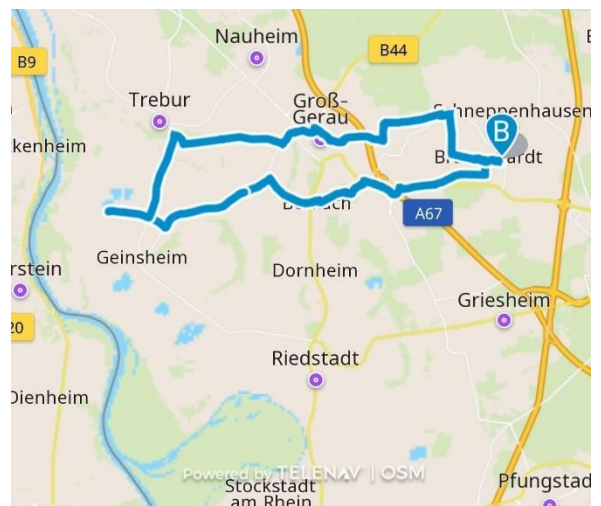 Nauheim
B44
B9
Trebur
Groß-
Gerau
Schneppenhausen
ckenheim
B
A67
Geinsheim
Dornheim
rstein
Griesheim
20
Riedstadt
Dienheim
Powered by TELENAV | OSM
Stockstadt
am Rhein
Pfungstad